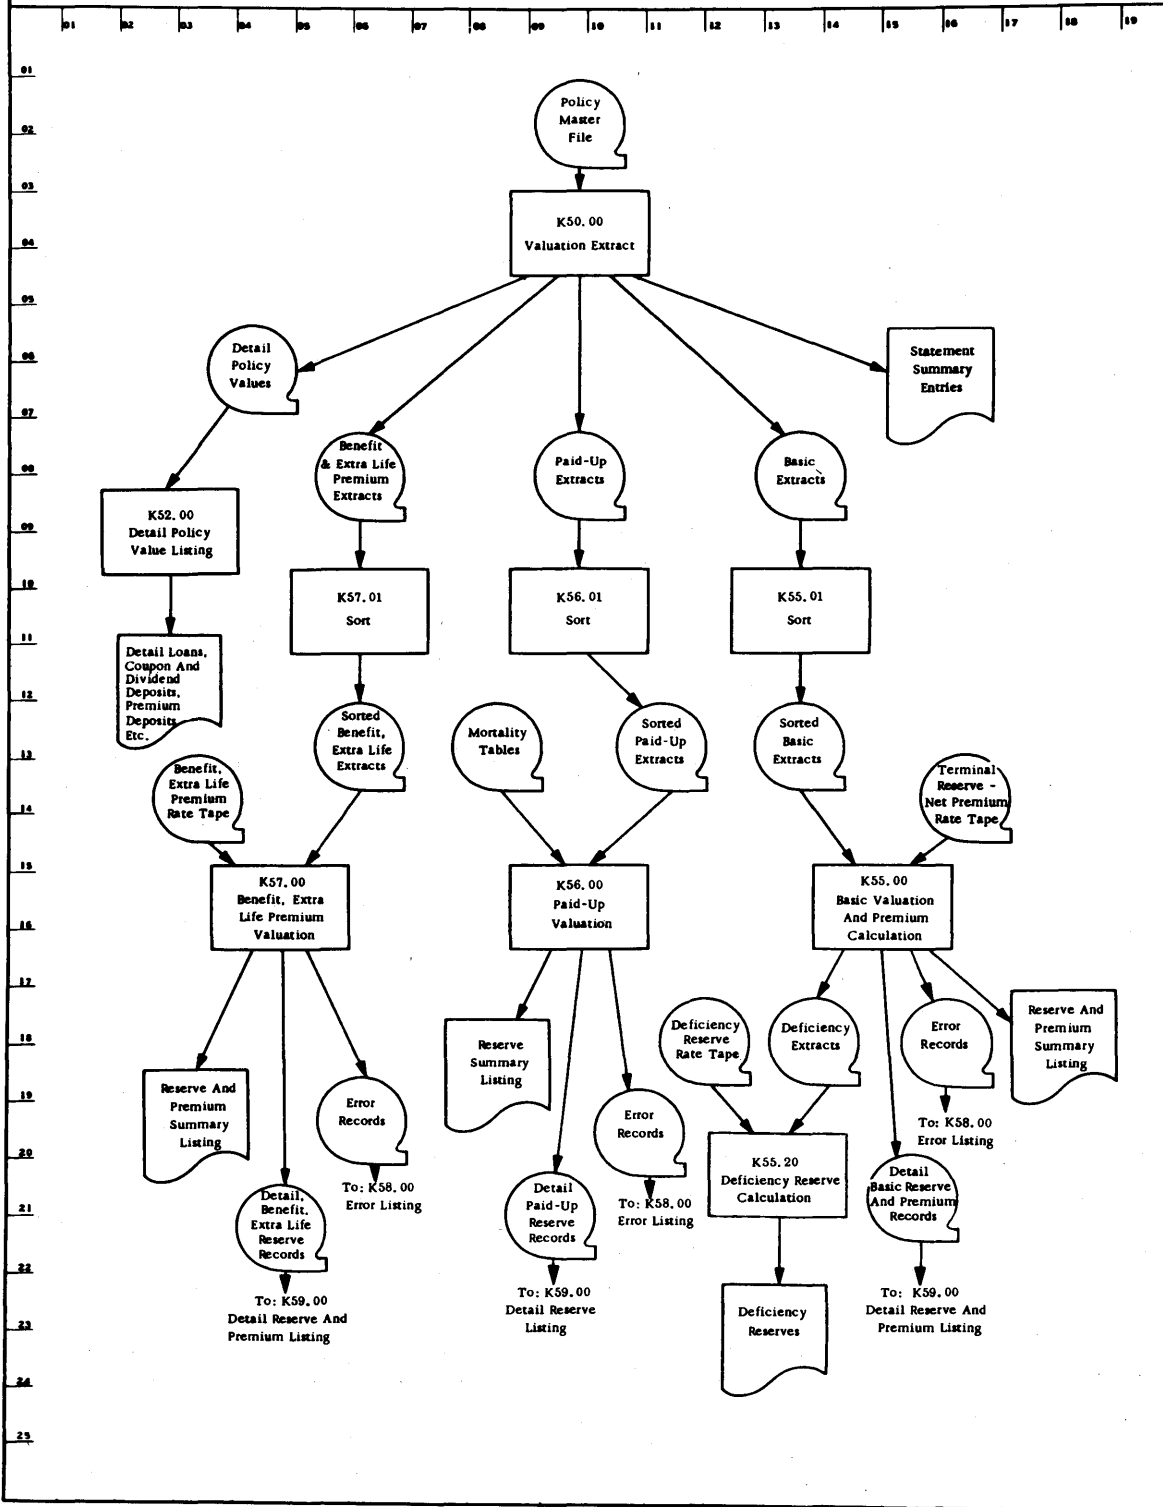 01 02 03 04 05 06 07 08 09 10 11 12 13 14 15 16 17 18 19
01
02
03
04
05
06
07
08
09
10
11
12
13
14
15
16
17
18
19
20
21
22
23
24
25
Policy
Master
File
K50.00
Valuation Extract
Detail
Policy
Values
Statement
Summary
Entries
Benefit
& Extra Life
Premium
Extracts
Paid-Up
Extracts
Basic
Extracts
K52.00
Detail Policy
Value Listing
K57.01
Sort
K56.01
Sort
K55.01
Sort
Detail Loans,
Coupon And
Dividend
Deposits,
Premium
Deposits
Etc.
Sorted
Benefit,
Extra Life
Extracts
Mortality
Tables
Sorted
Paid-Up
Extracts
Sorted
Basic
Extracts
Benefit,
Extra Life
Premium
Rate Tape
Terminal
Reserve -
Net Premium
Rate Tape
K57.00
Benefit, Extra
Life Premium
Valuation
K56.00
Paid-Up
Valuation
K55.00
Basic Valuation
And Premium
Calculation
Reserve And
Premium
Summary
Listing
Error
Records
To: K58.00
Error Listing
Detail,
Benefit,
Extra Life
Reserve
Records
To: K59.00
Detail Reserve And
Premium Listing
Reserve
Summary
Listing
Error
Records
To: K58.00
Error Listing
Detail
Paid-Up
Reserve
Records
To: K59.00
Detail Reserve
Listing
Deficiency
Reserve
Rate Tape
Deficiency
Extracts
Error
Records
To: K58.00
Error Listing
Reserve And
Premium
Summary
Listing
K55.20
Deficiency Reserve
Calculation
Detail
Basic Reserve
And Premium
Records
To: K59.00
Detail Reserve And
Premium Listing
Deficiency
Reserves